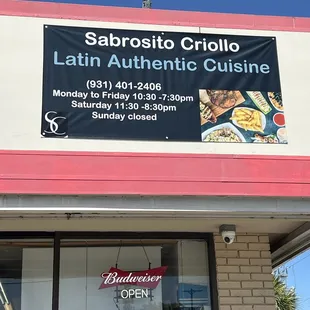 Sabrosito Criollo
Latin Authentic Cuisine
(931) 401-2406
Monday to Friday 10:30 -7:30pm
Saturday 11:30 -8:30pm
Sunday closed
SC
Budweiser
OPEN